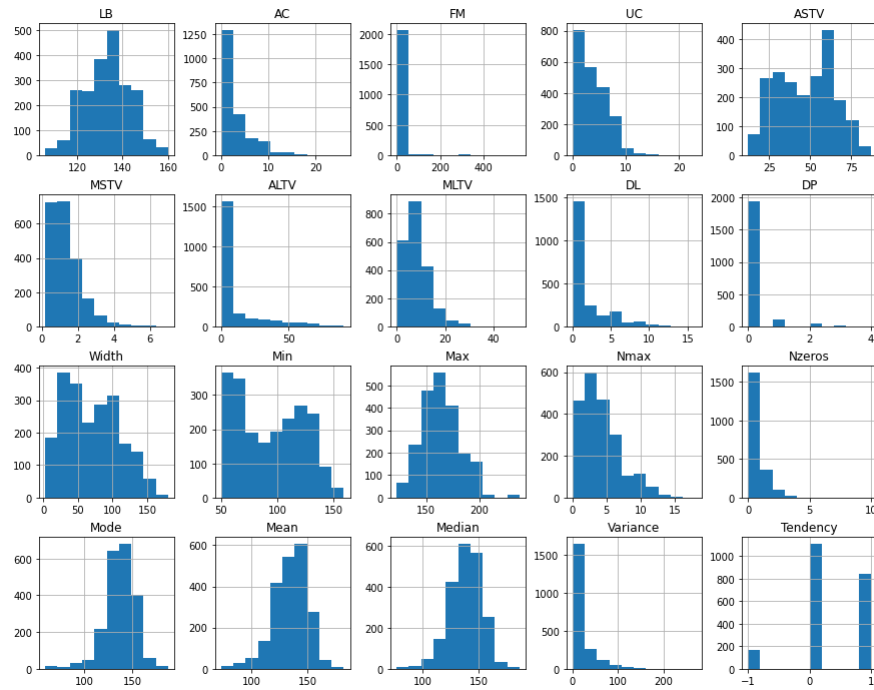 LB AC FM UC ASTV
500 400 300 200 100 0
120 140 160
1250 1000 750 500 250 0
0 10 20
2000 1500 1000 500 0
0 200 400
800 600 400 200 0
0 10 20
400 300 200 100 0
25 50 75
MSTV ALTV MLTV DL DP
600 400 200 0
0 2 4 6
1500 1000 500 0
0 50
800 600 400 200 0
0 20 40
1500 1000 500 0
0 5 10 15
2000 1500 1000 500 0
0 2 4
Width Min Max Nmax Nzeros
400 300 200 100 0
0 50 100 150
300 200 100 0
50 75 100 125 150
500 400 300 200 100 0
150 200
600 400 200 0
0 5 10 15
1500 1000 500 0
0 5 10
Mode Mean Median Variance Tendency
600 400 200 0
100 150
600 400 200 0
100 150
600 400 200 0
100 150
1500 1000 500 0
0 100 200
1000 800 600 400 200 0
−1 0 1